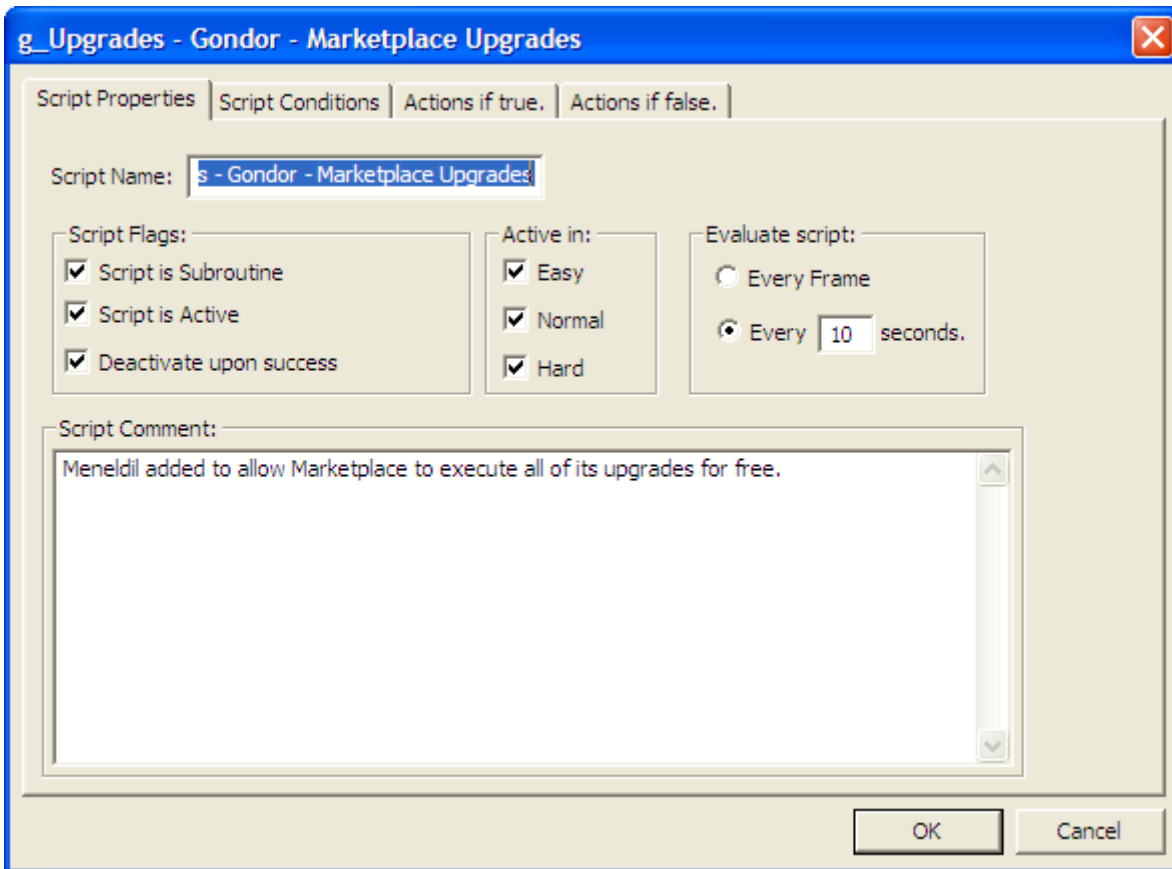 g_Upgrades - Gondor - Marketplace Upgrades
Script Properties Script Conditions Actions if true. Actions if false.
Script Name: s - Gondor - Marketplace Upgrades
Script Flags: Active in: Evaluate script:
Script is Subroutine Easy Every Frame
Script is Active Normal Every 10 seconds.
Deactivate upon success Hard
Script Comment:
Meneldil added to allow Marketplace to execute all of its upgrades for free.
OK Cancel